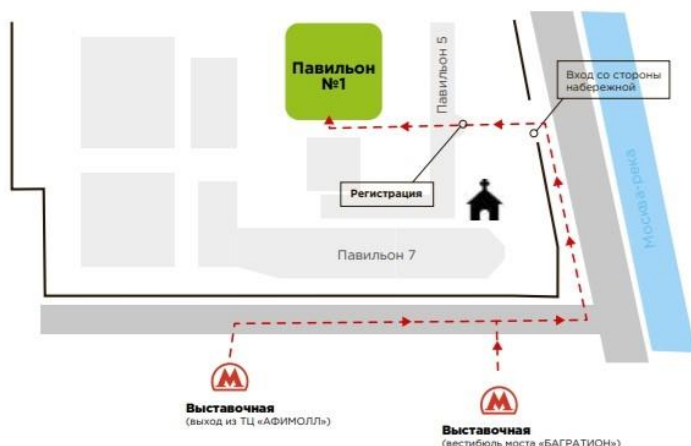 Павильон
№1
Павильон 5
Вход со стороны
набережной
Регистрация
Москва-река
Павильон 7
М
Выставочная
(выход из ТЦ «АФИМОЛЛ»)
М
Выставочная
(вестибюль моста «БАГРАТИОН»)